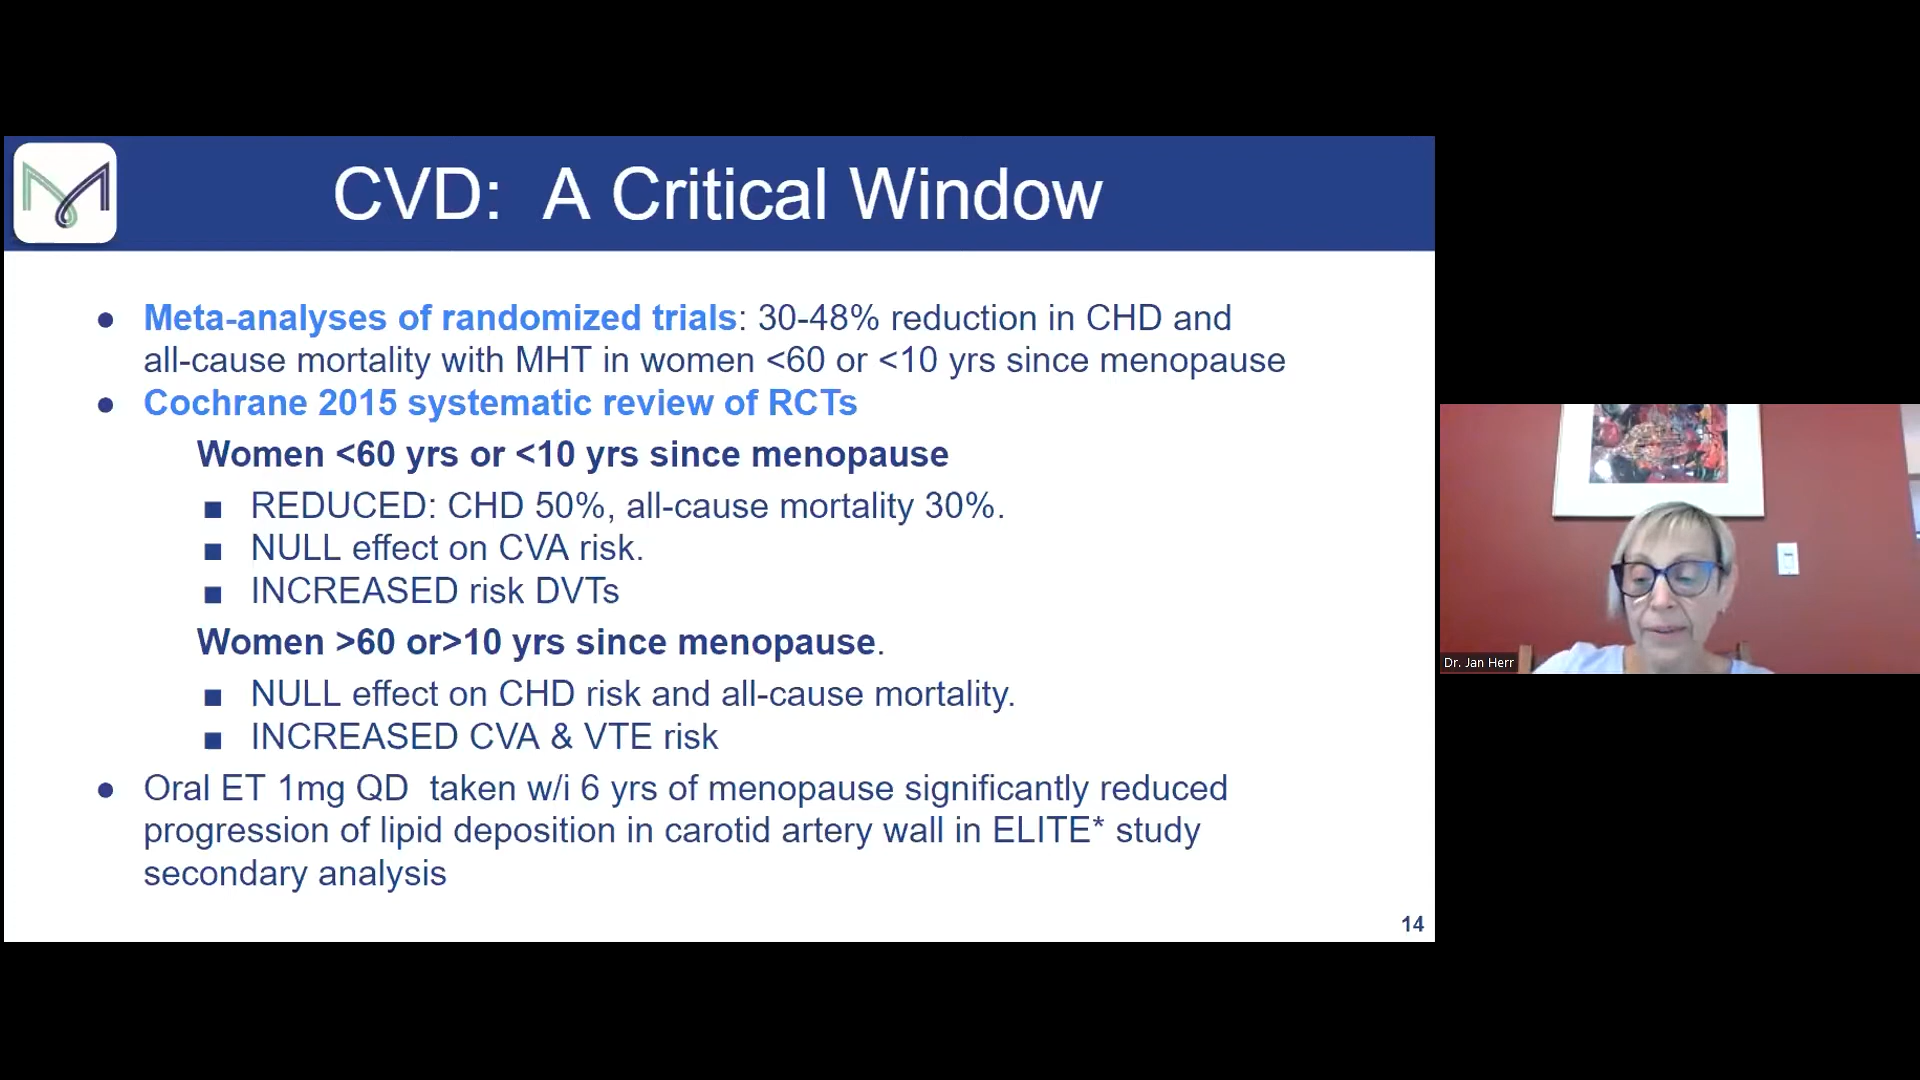 CVD: A Critical Window
● Meta-analyses of randomized trials: 30-48% reduction in CHD and
all-cause mortality with MHT in women <60 or <10 yrs since menopause
● Cochrane 2015 systematic review of RCTs
Women <60 yrs or <10 yrs since menopause
■ REDUCED: CHD 50%, all-cause mortality 30%.
■ NULL effect on CVA risk.
■ INCREASED risk DVTs
Women >60 or>10 yrs since menopause.
■ NULL effect on CHD risk and all-cause mortality.
■ INCREASED CVA & VTE risk
● Oral ET 1mg QD taken w/i 6 yrs of menopause significantly reduced
progression of lipid deposition in carotid artery wall in ELITE* study
secondary analysis
14
Dr. Jan Herr